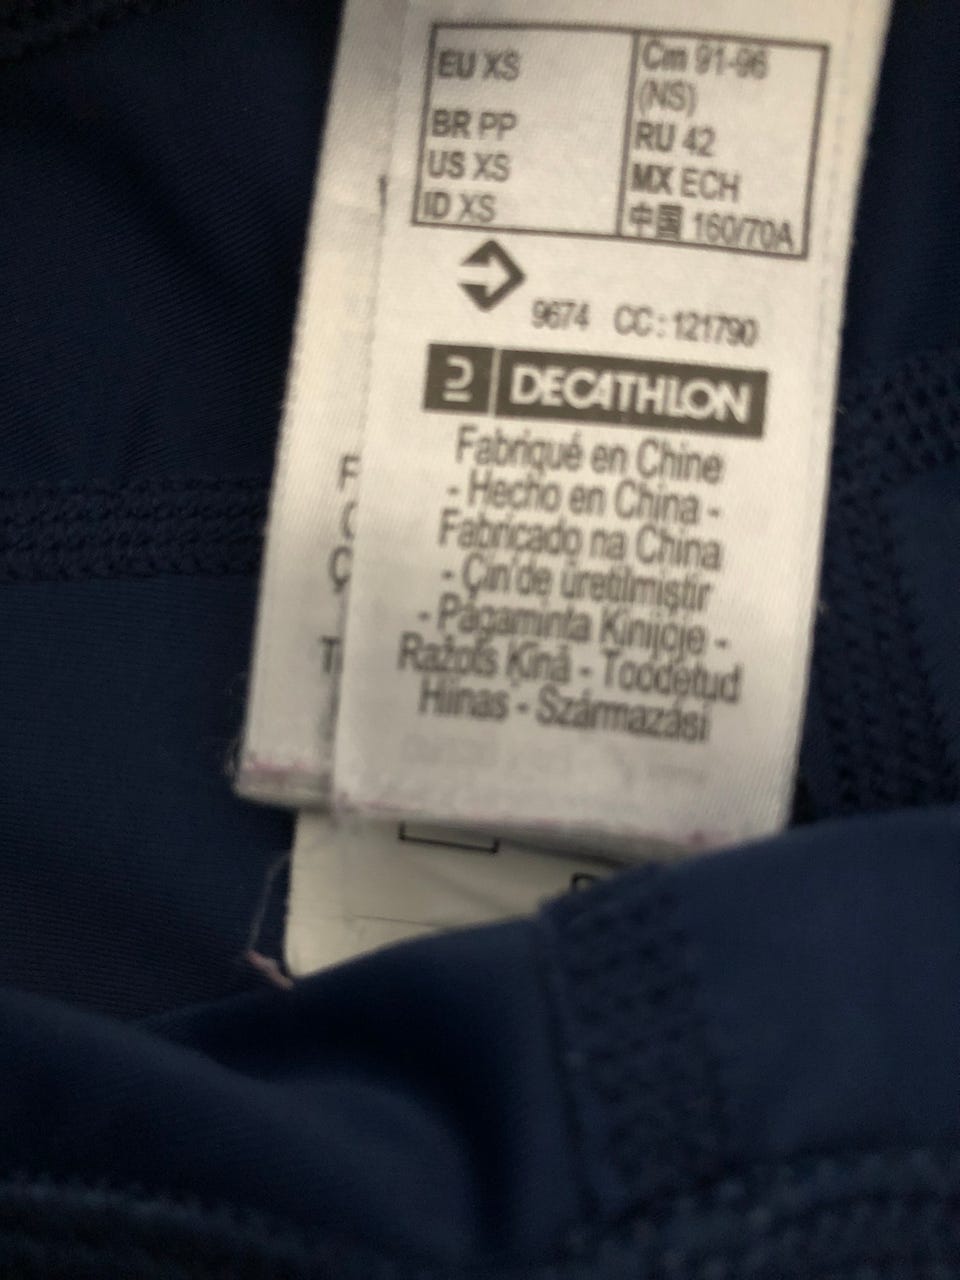 EU XS
BR PP
US XS
ID XS
Cm 91-96
(NS)
RU 42
MX ECH
中国 160/70A
9674 CC: 121790
DECATHLON
Fabriqué en Chine
- Hecho en China -
Fabricado na China
- Çin'de üretilmiştir
- Pagaminta Kinijoje -
Ražots Ķīnā - Toodetud
Hiinas - Származási
F
Ç
T